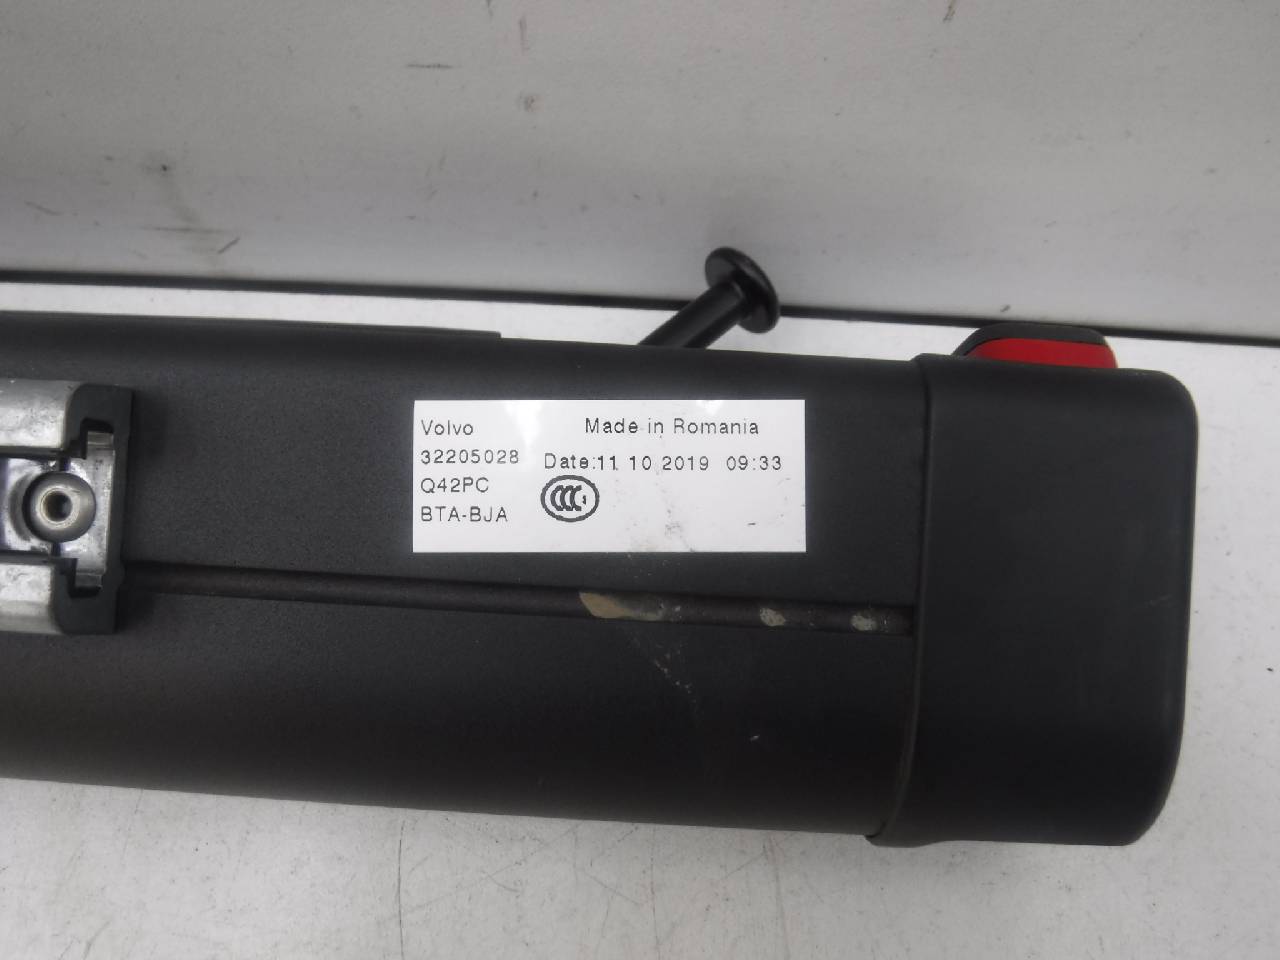 Volvo Made in Romania
32205028 Date:11 10 2019 09:33
Q42PC
BTA-BJA